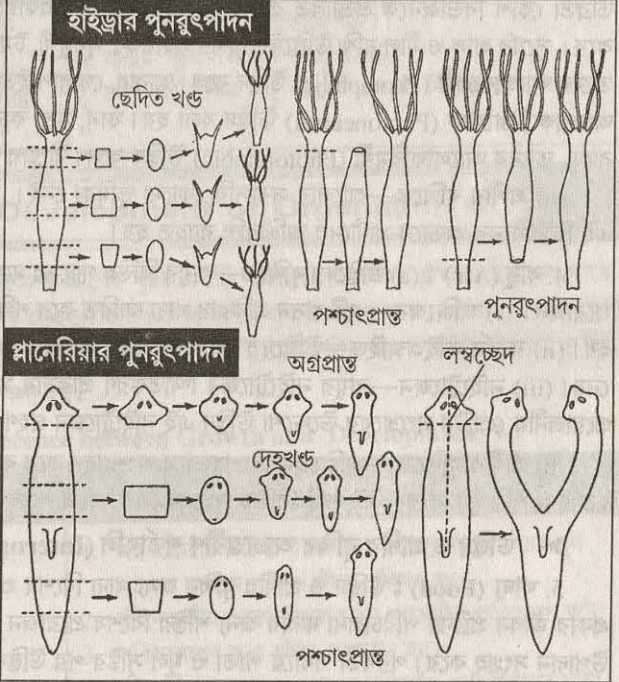 হাইড্রার পুনরুৎপাদন
ছেদিত খণ্ড
পশ্চাৎপ্রান্ত
পুনরুৎপাদন
প্লানেরিয়ার পুনরুৎপাদন
অগ্রপ্রান্ত
লম্বচ্ছেদ
দেহখণ্ড
পশ্চাৎপ্রান্ত